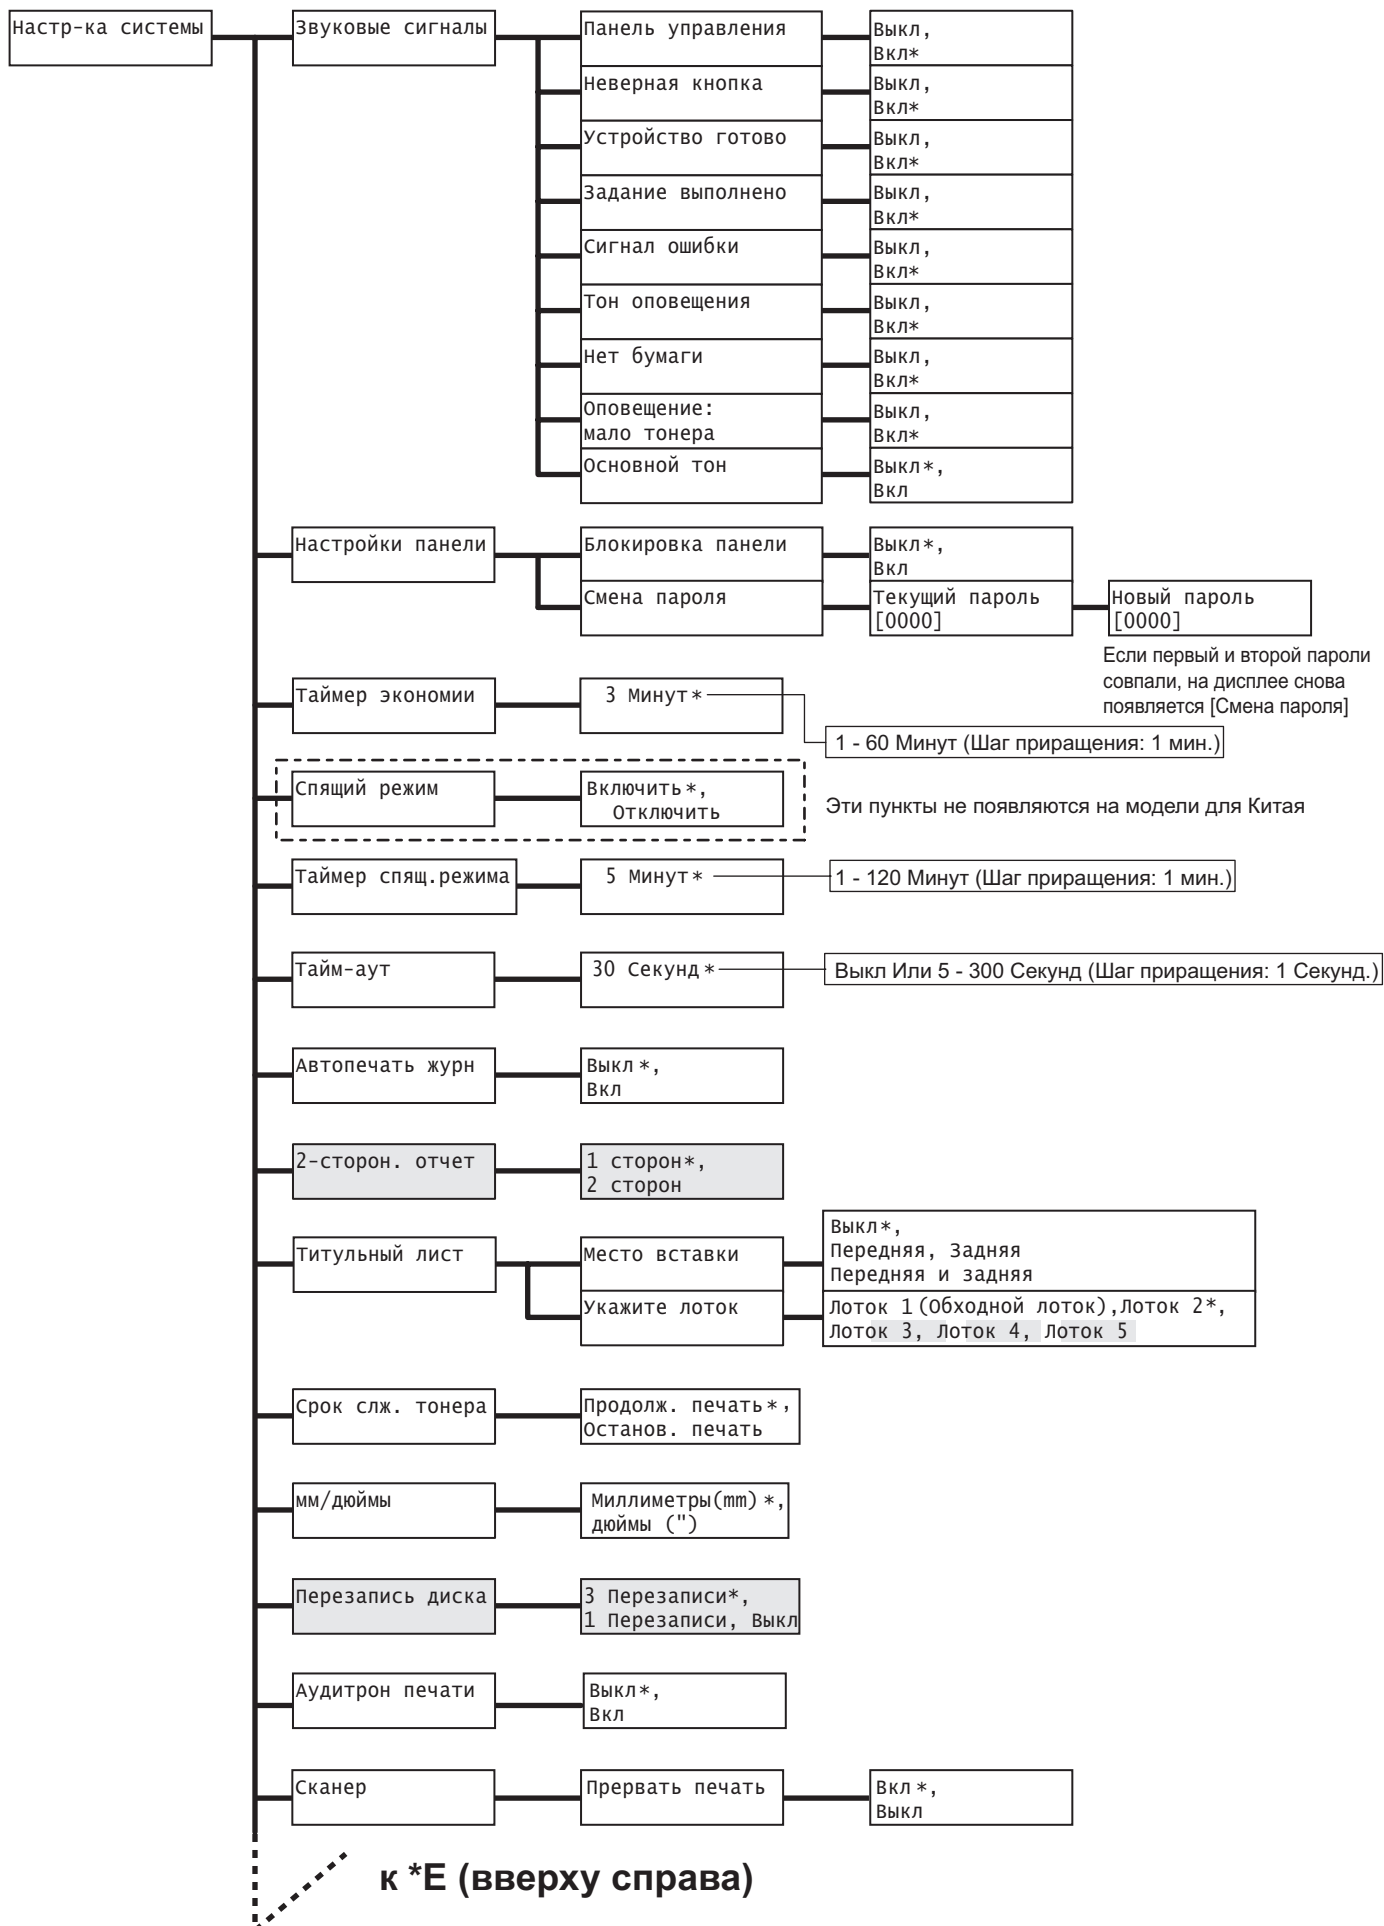 Настр-ка системы
Звуковые сигналы
Панель управления
Выкл,
Вкл*
Неверная кнопка
Выкл,
Вкл*
Устройство готово
Выкл,
Вкл*
Задание выполнено
Выкл,
Вкл*
Сигнал ошибки
Выкл,
Вкл*
Тон оповещения
Выкл,
Вкл*
Нет бумаги
Выкл,
Вкл*
Оповещение:
мало тонера
Выкл,
Вкл*
Основной тон
Выкл*,
Вкл
Настройки панели
Блокировка панели
Выкл*,
Вкл
Смена пароля
Текущий пароль
[0000]
Новый пароль
[0000]
Если первый и второй пароли
совпали, на дисплее снова
появляется [Смена пароля]
Таймер экономии
3 Минут*
1 - 60 Минут (Шаг приращения: 1 мин.)
Спящий режим
Включить*,
Отключить
Эти пункты не появляются на модели для Китая
Таймер спящ.режима
5 Минут*
1 - 120 Минут (Шаг приращения: 1 мин.)
Тайм-аут
30 Секунд*
Выкл Или 5 - 300 Секунд (Шаг приращения: 1 Секунд.)
Автопечать журн
Выкл*,
Вкл
2-сторон. отчет
1 сторон*,
2 сторон
Титульный лист
Место вставки
Выкл*,
Передняя, Задняя
Передняя и задняя
Укажите лоток
Лоток 1(Обходной лоток),Лоток 2*,
Лоток 3, Лоток 4, Лоток 5
Срок слж. тонера
Продолж. печать*,
Останов. печать
мм/дюймы
Миллиметры(mm)*,
дюймы (")
Перезапись диска
3 Перезаписи*,
1 Перезаписи, Выкл
Аудитрон печати
Выкл*,
Вкл
Сканер
Прервать печать
Вкл*,
Выкл
к *E (вверху справа)